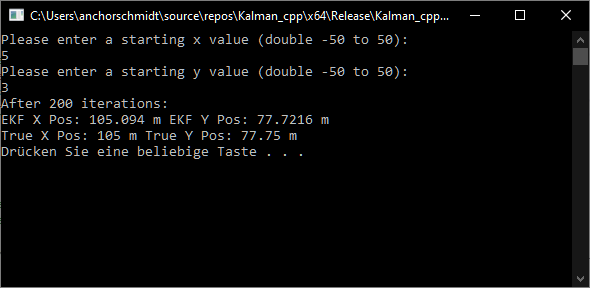 C:\Users\anchorschmidt\source\repos\Kalman_cpp\x64\Release\Kalman_cpp...
Please enter a starting x value (double -50 to 50):
5
Please enter a starting y value (double -50 to 50):
3
After 200 iterations:
EKF X Pos: 105.094 m EKF Y Pos: 77.7216 m
True X Pos: 105 m True Y Pos: 77.75 m
Drücken Sie eine beliebige Taste . . .